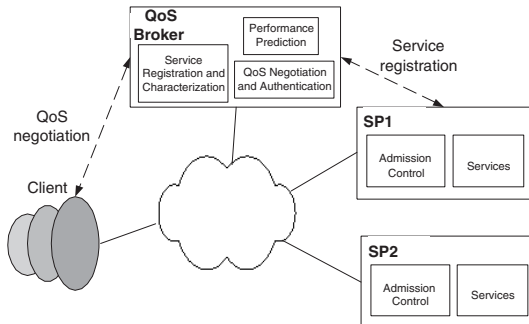 QoS
Broker
Performance
Prediction
Service
Registration and
Characterization
QoS Negotiation
and Authentication
Service
registration
QoS
negotiation
Client
SP1
Admission
Control
Services
SP2
Admission
Control
Services